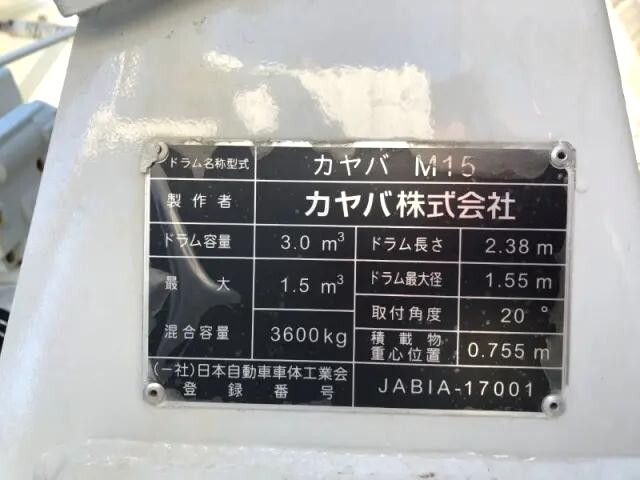 ドラム名称型式 カヤバ M15
製作者 カヤバ株式会社
ドラム容量 3.0 m³ ドラム長さ 2.38 m
最大 1.5 m³ ドラム最大径 1.55 m
混合容量 3600kg 取付角度 20°
積載物
重心位置 0.755 m
(一社)日本自動車車体工業会
登録番号 JABIA-17001